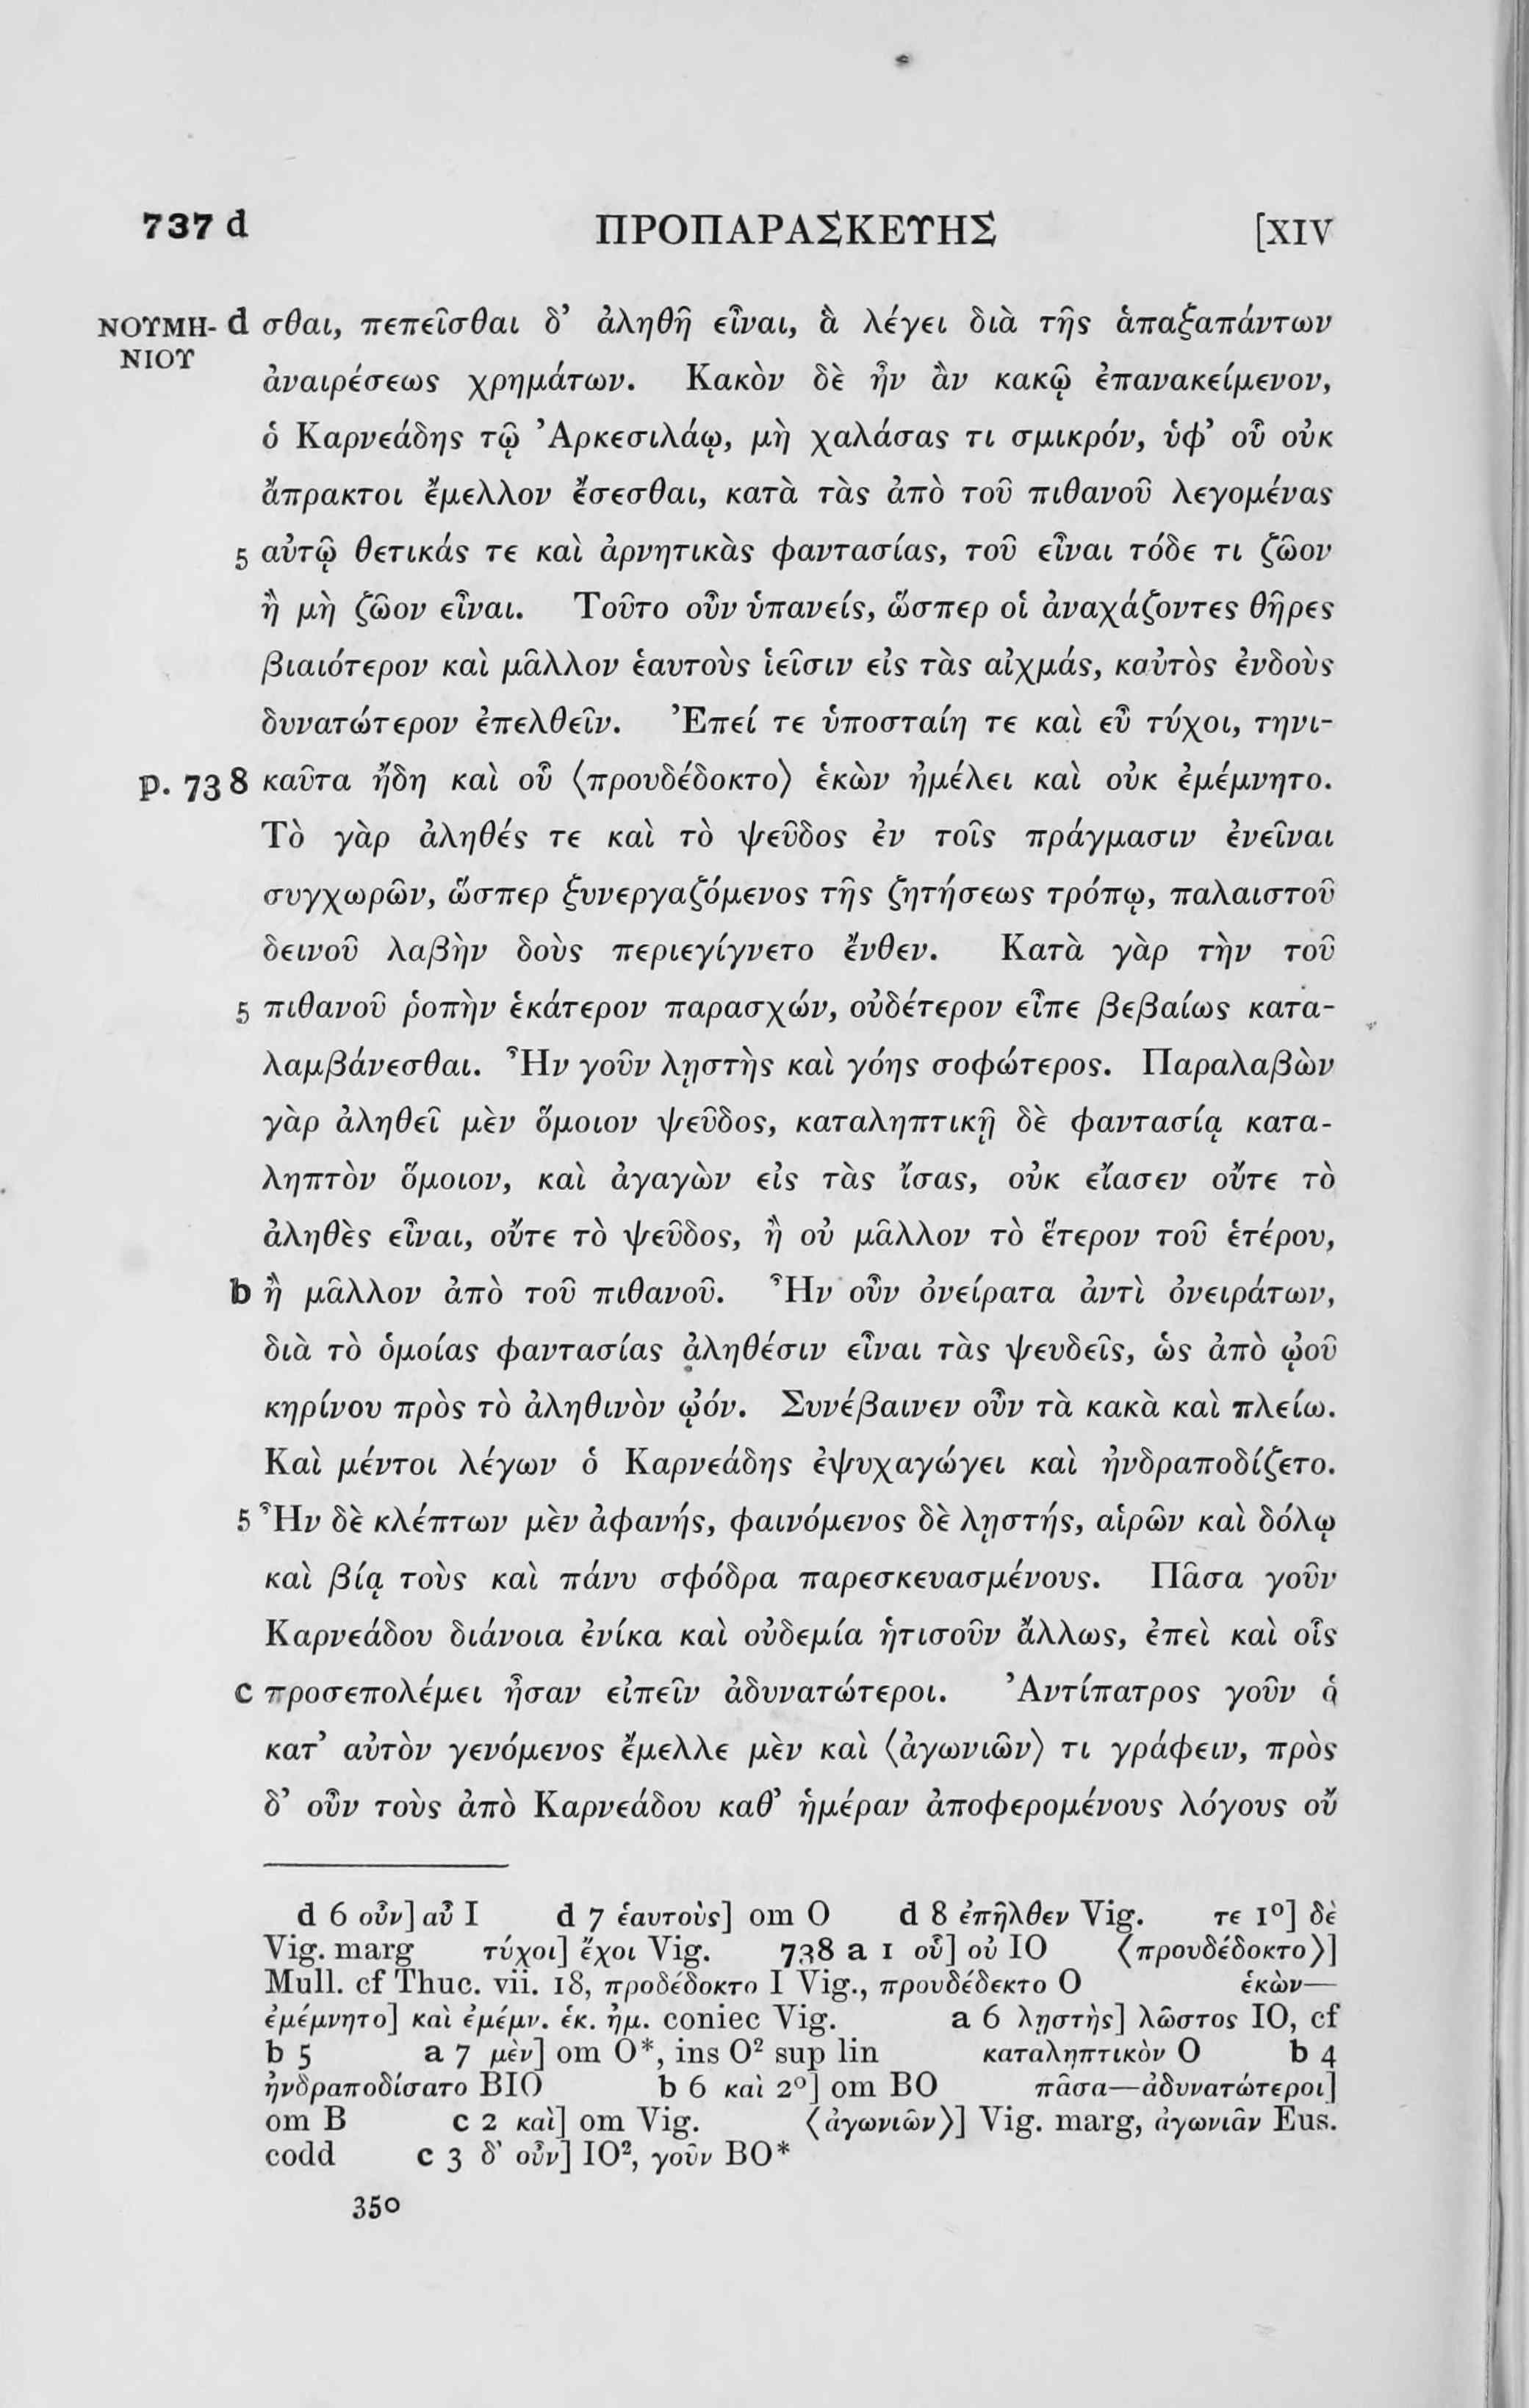 737 d ΠΡΟΠΑΡΑΣΚΕΥΗΣ [XIV
ΝΟΥΜΗ- d σθαι, πεπεῖσθαι δ’ ἀληθῆ εἶναι, ἃ λέγει διὰ τῆς ἁπαξαπάντων
ΝΙΟΥ
ἀναιρέσεως χρημάτων. Κακὸν δὲ ἦν ἂν κακῷ ἐπανακείμενον,
ὁ Καρνεάδης τῷ Ἀρκεσιλάῳ, μὴ χαλάσας τι σμικρόν, ὑφ’ οὗ οὐκ
ἄπρακτοι ἔμελλον ἔσεσθαι, κατὰ τὰς ἀπὸ τοῦ πιθανοῦ λεγομένας
5 αὐτῷ θετικάς τε καὶ ἀρνητικὰς φαντασίας, τοῦ εἶναι τόδε τι ζῶον
ἢ μὴ ζῶον εἶναι. Τοῦτο οὖν ὑπανείς, ὥσπερ οἱ ἀναχάζοντες θῆρες
βιαιότερον καὶ μᾶλλον ἑαυτοὺς ἱεῖσιν εἰς τὰς αἰχμάς, καὐτὸς ἐνδοὺς
δυνατώτερον ἐπελθεῖν. Ἐπεί τε ὑποσταίη τε καὶ εὖ τύχοι, τηνι-
p. 738 καῦτα ἤδη καὶ οὗ ⟨προυδέδοκτο⟩ ἑκὼν ἠμέλει καὶ οὐκ ἐμέμνητο.
Τὸ γὰρ ἀληθές τε καὶ τὸ ψεῦδος ἐν τοῖς πράγμασιν ἐνεῖναι
συγχωρῶν, ὥσπερ ξυνεργαζόμενος τῆς ζητήσεως τρόπῳ, παλαιστοῦ
δεινοῦ λαβὴν δοὺς περιεγίγνετο ἔνθεν. Κατὰ γὰρ τὴν τοῦ
5 πιθανοῦ ῥοπὴν ἑκάτερον παρασχών, οὐδέτερον εἶπε βεβαίως κατα-
λαμβάνεσθαι. Ἦν γοῦν λῃστὴς καὶ γόης σοφώτερος. Παραλαβὼν
γὰρ ἀληθεῖ μὲν ὅμοιον ψεῦδος, καταληπτικῇ δὲ φαντασίᾳ κατα-
ληπτὸν ὅμοιον, καὶ ἀγαγὼν εἰς τὰς ἴσας, οὐκ εἴασεν οὔτε τὸ
ἀληθὲς εἶναι, οὔτε τὸ ψεῦδος, ἢ οὐ μᾶλλον τὸ ἕτερον τοῦ ἑτέρου,
b ἢ μᾶλλον ἀπὸ τοῦ πιθανοῦ. Ἦν οὖν ὀνείρατα ἀντὶ ὀνειράτων,
διὰ τὸ ὁμοίας φαντασίας ἀληθέσιν εἶναι τὰς ψευδεῖς, ὡς ἀπὸ ᾠοῦ
κηρίνου πρὸς τὸ ἀληθινὸν ᾠόν. Συνέβαινεν οὖν τὰ κακὰ καὶ πλείω.
Καὶ μέντοι λέγων ὁ Καρνεάδης ἐψυχαγώγει καὶ ἠνδραποδίζετο.
5 Ἦν δὲ κλέπτων μὲν ἀφανής, φαινόμενος δὲ λῃστής, αἱρῶν καὶ δόλῳ
καὶ βίᾳ τοὺς καὶ πάνυ σφόδρα παρεσκευασμένους. Πᾶσα γοῦν
Καρνεάδου διάνοια ἐνίκα καὶ οὐδεμία ἡτισοῦν ἄλλως, ἐπεὶ καὶ οἷς
c προσεπολέμει ἦσαν εἰπεῖν ἀδυνατώτεροι. Ἀντίπατρος γοῦν ὁ
κατ’ αὐτὸν γενόμενος ἔμελλε μὲν καὶ ⟨ἀγωνιῶν⟩ τι γράφειν, πρὸς
δ’ οὖν τοὺς ἀπὸ Καρνεάδου καθ’ ἡμέραν ἀποφερομένους λόγους οὔ
d 6 οὖν] αὖ I d 7 ἑαυτοὺς] om O d 8 ἐπῆλθεν Vig. τε 1º] δὲ
Vig. marg τύχοι] ἔχοι Vig. 738 a 1 οὗ] οὐ IO ⟨προυδέδοκτο⟩]
Mull. cf Thuc. vii. 18, προδέδοκτο I Vig., προυδέδεκτο O ἑκὼν—
ἐμέμνητο] καὶ ἐμέμν. ἑκ. ἠμ. coniec Vig. a 6 λῃστὴς] λῶστος IO, cf
b 5 a 7 μὲν] om O*, ins O² sup lin καταληπτικὸν O b 4
ἠνδραποδίσατο BIO b 6 καὶ 2º] om BO πᾶσα—ἀδυνατώτεροι]
om B c 2 καὶ] om Vig. ⟨ἀγωνιῶν⟩] Vig. marg, ἀγωνιᾶν Eus.
codd c 3 δ’ οὖν] IO², γοῦν BO*
350